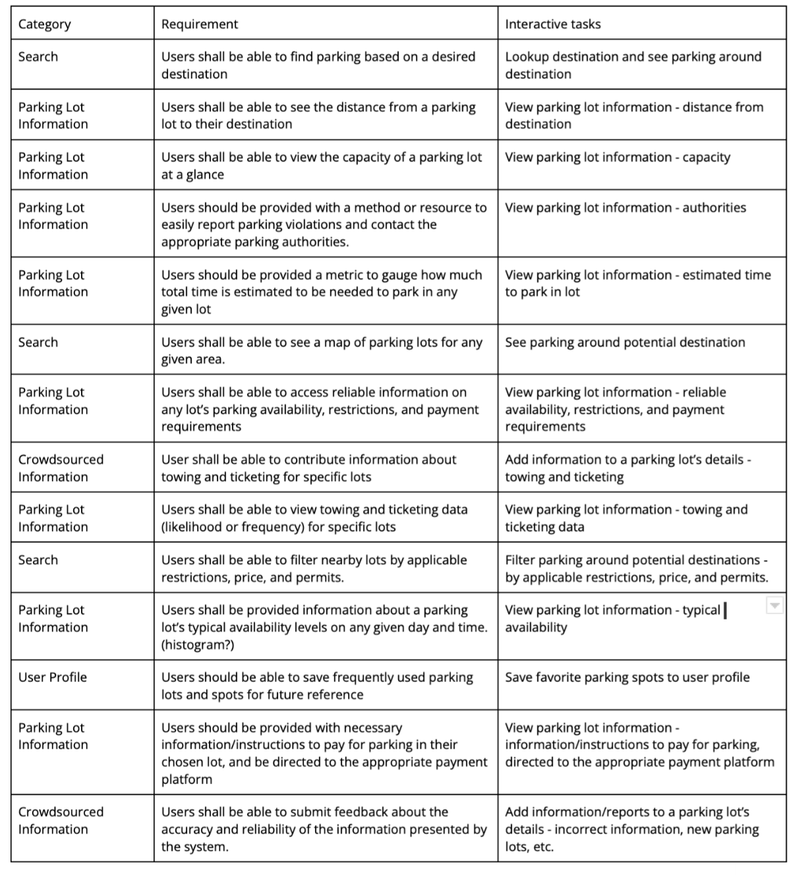 Category
Requirement
Interactive tasks
Search
Users shall be able to find parking based on a desired
destination
Lookup destination and see parking around
destination
Parking Lot
Information
Users shall be able to see the distance from a parking
lot to their destination
View parking lot information - distance from
destination
Parking Lot
Information
Users shall be able to view the capacity of a parking lot
at a glance
View parking lot information - capacity
Parking Lot
Information
Users should be provided with a method or resource to
easily report parking violations and contact the
appropriate parking authorities.
View parking lot information - authorities
Parking Lot
Information
Users should be provided a metric to gauge how much
total time is estimated to be needed to park in any
given lot
View parking lot information - estimated time
to park in lot
Search
Users shall be able to see a map of parking lots for any
given area.
See parking around potential destination
Parking Lot
Information
Users shall be able to access reliable information on
any lot's parking availability, restrictions, and payment
requirements
View parking lot information - reliable
availability, restrictions, and payment
requirements
Crowdsourced
Information
User shall be able to contribute information about
towing and ticketing for specific lots
Add information to a parking lot's details -
towing and ticketing
Parking Lot
Information
Users shall be able to view towing and ticketing data
(likelihood or frequency) for specific lots
View parking lot information - towing and
ticketing data
Search
Users shall be able to filter nearby lots by applicable
restrictions, price, and permits.
Filter parking around potential destinations -
by applicable restrictions, price, and permits.
Parking Lot
Information
Users shall be provided information about a parking
lot's typical availability levels on any given day and time.
(histogram?)
View parking lot information - typical
availability
User Profile
Users should be able to save frequently used parking
lots and spots for future reference
Save favorite parking spots to user profile
Parking Lot
Information
Users should be provided with necessary
information/instructions to pay for parking in their
chosen lot, and be directed to the appropriate payment
platform
View parking lot information -
information/instructions to pay for parking,
directed to the appropriate payment platform
Crowdsourced
Information
Users shall be able to submit feedback about the
accuracy and reliability of the information presented by
the system.
Add information/reports to a parking lot's
details - incorrect information, new parking
lots, etc.